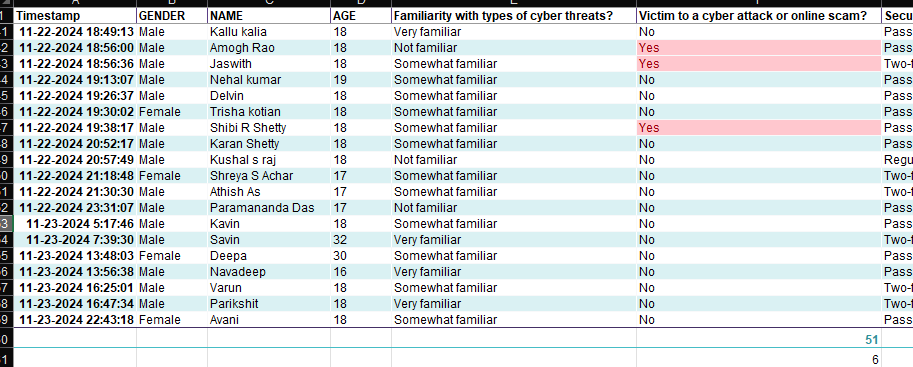 Timestamp GENDER NAME AGE Familiarity with types of cyber threats? Victim to a cyber attack or online scam? Secu
11-22-2024 18:49:13 Male Kallu kalia 18 Very familiar No Pass
11-22-2024 18:56:00 Male Amogh Rao 18 Not familiar Yes Pass
11-22-2024 18:56:36 Male Jaswith 18 Somewhat familiar Yes Two-f
11-22-2024 19:13:07 Male Nehal kumar 19 Somewhat familiar No Pass
11-22-2024 19:26:37 Male Delvin 18 Somewhat familiar No Pass
11-22-2024 19:30:02 Female Trisha kotian 18 Somewhat familiar No Pass
11-22-2024 19:38:17 Male Shibi R Shetty 18 Somewhat familiar Yes Pass
11-22-2024 20:52:17 Male Karan Shetty 18 Somewhat familiar No Pass
11-22-2024 20:57:49 Male Kushal s raj 18 Not familiar No Regu
11-22-2024 21:18:48 Female Shreya S Achar 17 Somewhat familiar No Two-f
11-22-2024 21:30:30 Male Athish As 17 Somewhat familiar No Two-f
11-22-2024 23:31:07 Male Paramananda Das 17 Not familiar No Pass
11-23-2024 5:17:46 Male Kavin 18 Somewhat familiar No Pass
11-23-2024 7:39:30 Male Savin 32 Very familiar No Two-f
11-23-2024 13:48:03 Female Deepa 30 Somewhat familiar No Pass
11-23-2024 13:56:38 Male Navadeep 16 Very familiar No Pass
11-23-2024 16:25:01 Male Varun 18 Somewhat familiar No Two-f
11-23-2024 16:47:34 Male Parikshit 18 Very familiar No Two-f
11-23-2024 22:43:18 Female Avani 18 Somewhat familiar No Pass
51
6